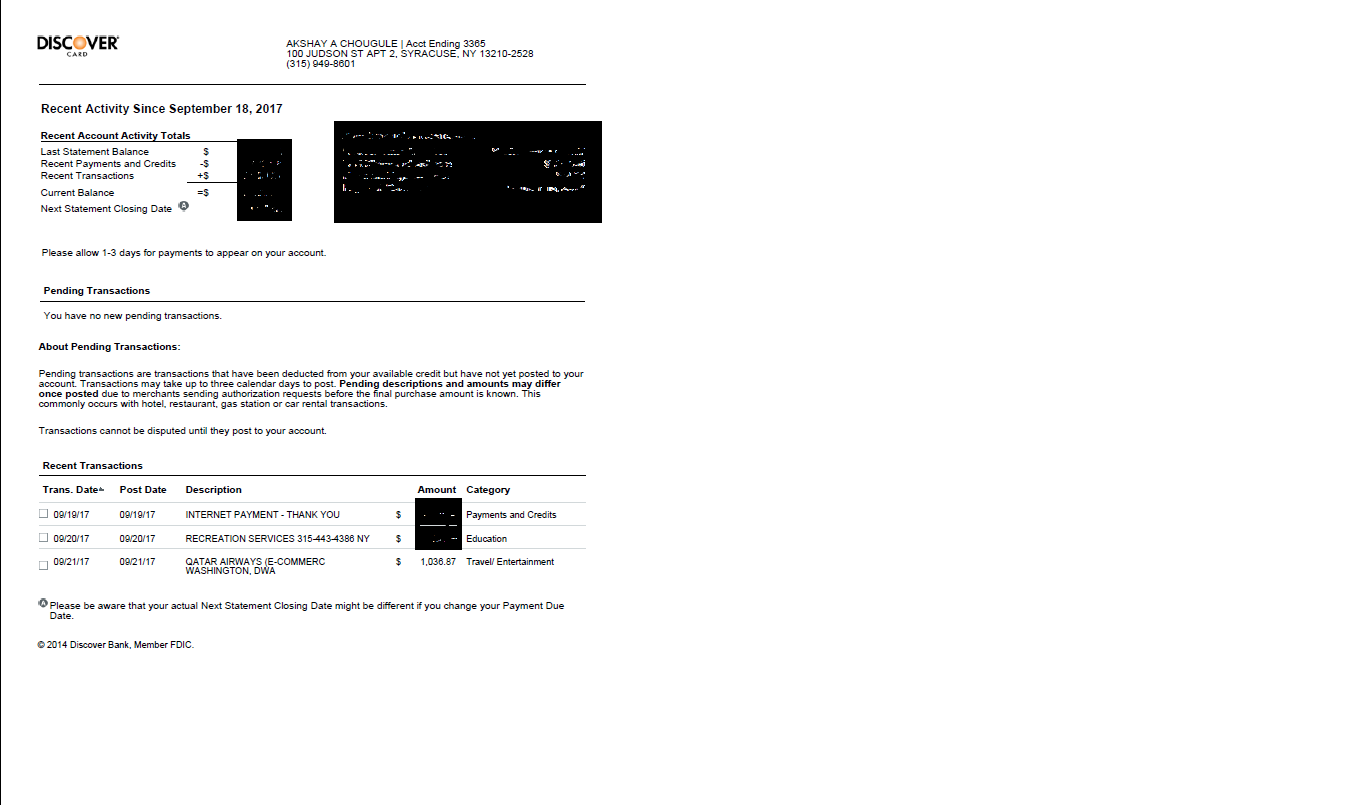 DISCOVER
CARD
AKSHAY A CHOUGULE | Acct Ending 3365
100 JUDSON ST APT 2, SYRACUSE, NY 13210-2528
(315) 949-8601
Recent Activity Since September 18, 2017
Recent Account Activity Totals
Last Statement Balance $
Recent Payments and Credits -$
Recent Transactions +$
Current Balance =$
Next Statement Closing Date A
Please allow 1-3 days for payments to appear on your account.
Pending Transactions
You have no new pending transactions.
About Pending Transactions:
Pending transactions are transactions that have been deducted from your available credit but have not yet posted to your
account. Transactions may take up to three calendar days to post. Pending descriptions and amounts may differ
once posted due to merchants sending authorization requests before the final purchase amount is known. This
commonly occurs with hotel, restaurant, gas station or car rental transactions.
Transactions cannot be disputed until they post to your account.
Recent Transactions
Trans. Date Post Date Description Amount Category
09/19/17 09/19/17 INTERNET PAYMENT - THANK YOU $ Payments and Credits
09/20/17 09/20/17 RECREATION SERVICES 315-443-4386 NY $ Education
09/21/17 09/21/17 QATAR AIRWAYS (E-COMMERC $ 1,036.87 Travel/ Entertainment
WASHINGTON, DWA
A Please be aware that your actual Next Statement Closing Date might be different if you change your Payment Due
Date.
© 2014 Discover Bank, Member FDIC.